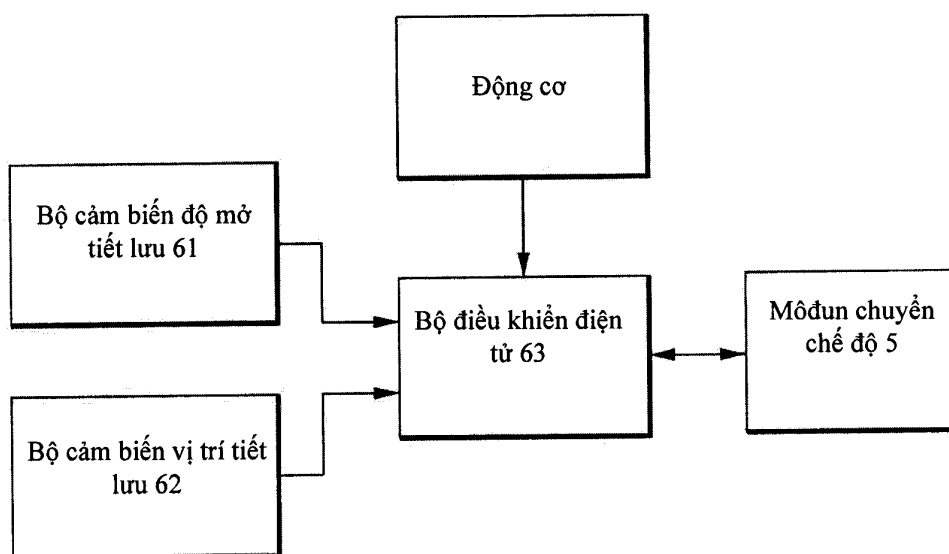 Động cơ
Bộ cảm biến độ mở
tiết lưu 61
Bộ điều khiển điện
tử 63
Môđun chuyển
chế độ 5
Bộ cảm biến vị trí tiết
lưu 62